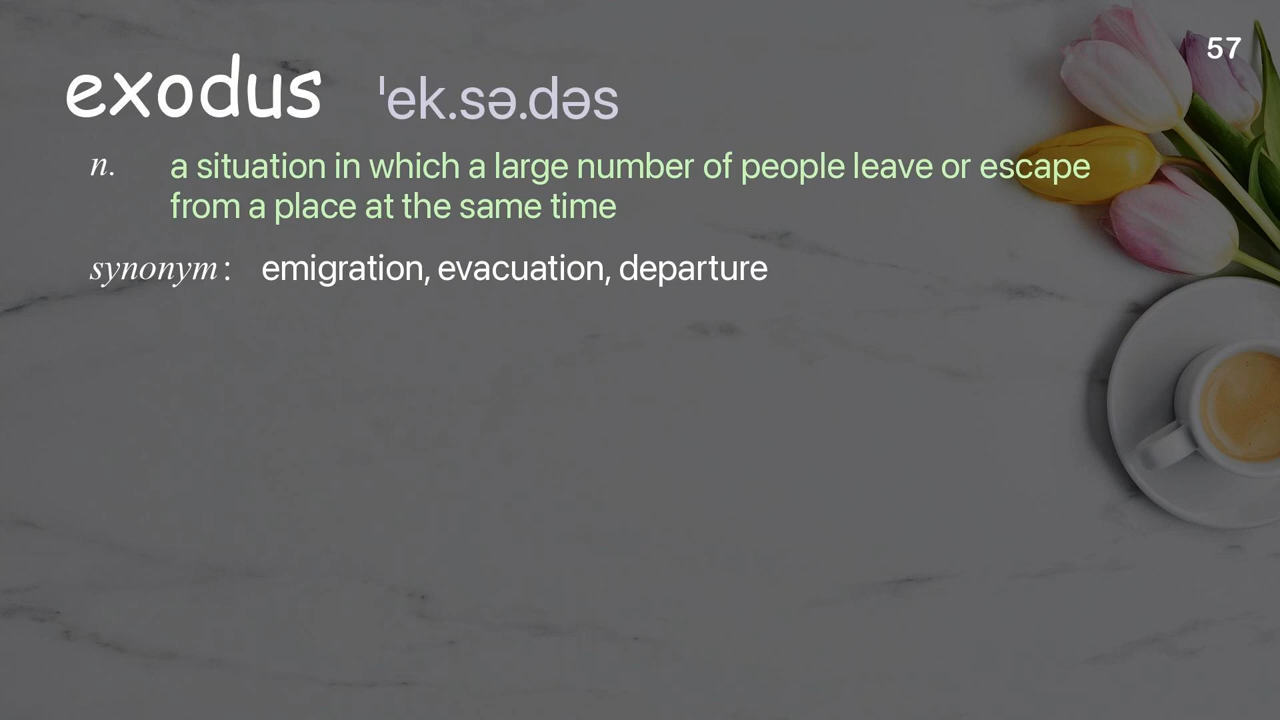 57
exodus ˈek.sə.dəs
n. a situation in which a large number of people leave or escape
from a place at the same time
synonym: emigration, evacuation, departure